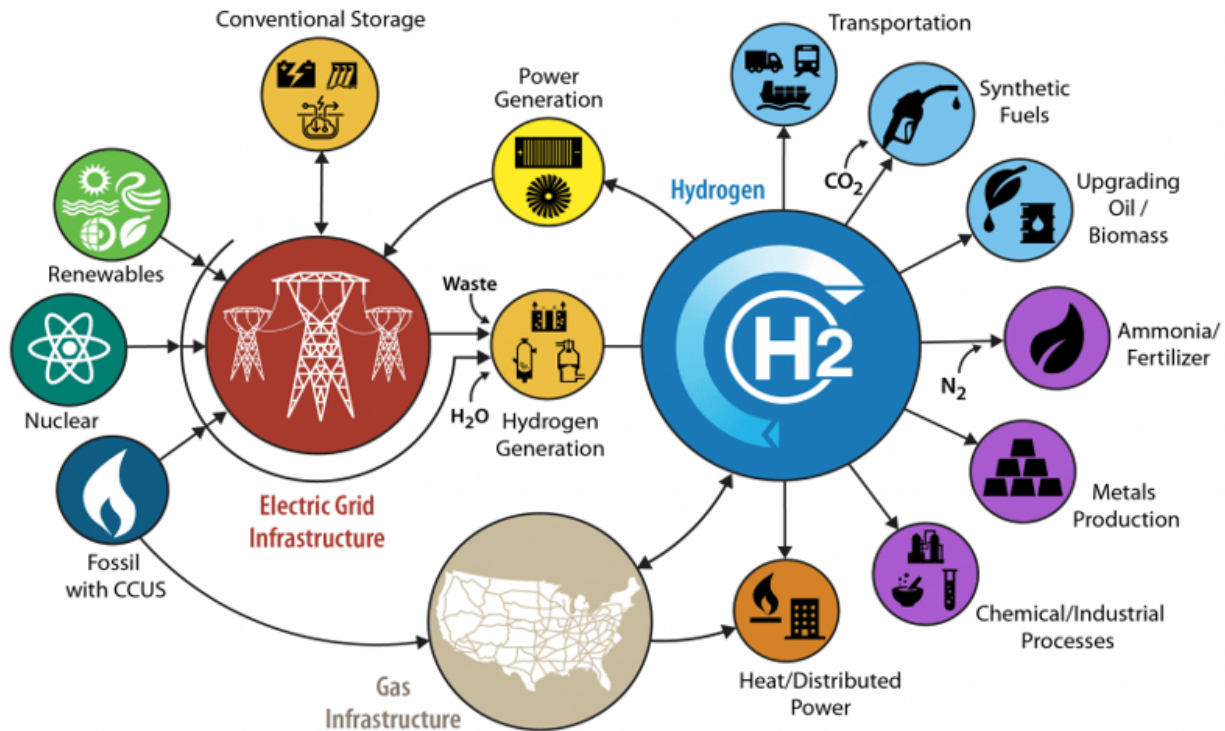 Conventional Storage
Transportation
Power
Generation
Synthetic
Fuels
CO₂
Hydrogen
Upgrading
Oil /
Biomass
Renewables
Waste
H2
Ammonia/
Fertilizer
N₂
Nuclear
H₂O
Hydrogen
Generation
Electric Grid
Infrastructure
Metals
Production
Fossil
with CCUS
Chemical/Industrial
Processes
Gas
Infrastructure
Heat/Distributed
Power